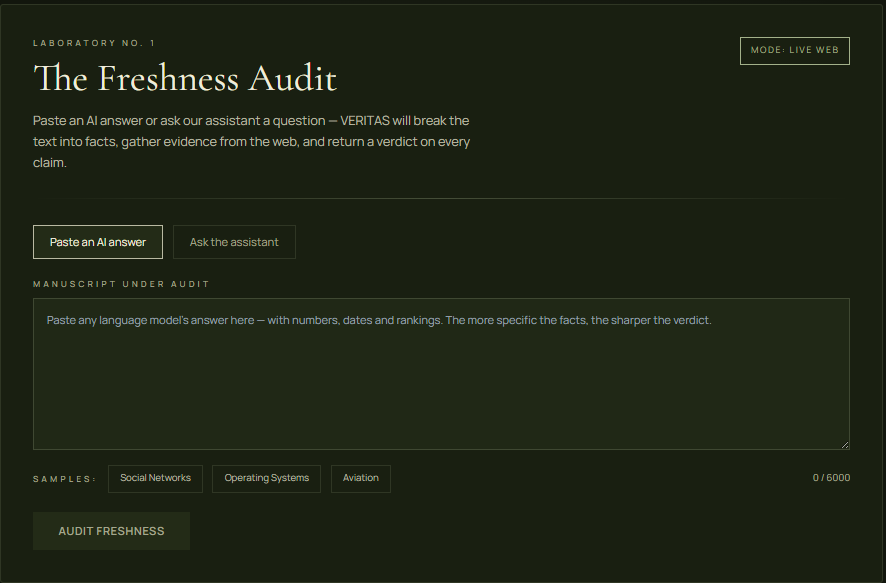 LABORATORY NO. 1
MODE: LIVE WEB
The Freshness Audit
Paste an AI answer or ask our assistant a question — VERITAS will break the
text into facts, gather evidence from the web, and return a verdict on every
claim.
Paste an AI answer
Ask the assistant
MANUSCRIPT UNDER AUDIT
Paste any language model's answer here — with numbers, dates and rankings. The more specific the facts, the sharper the verdict.
SAMPLES:
Social Networks
Operating Systems
Aviation
0 / 6000
AUDIT FRESHNESS